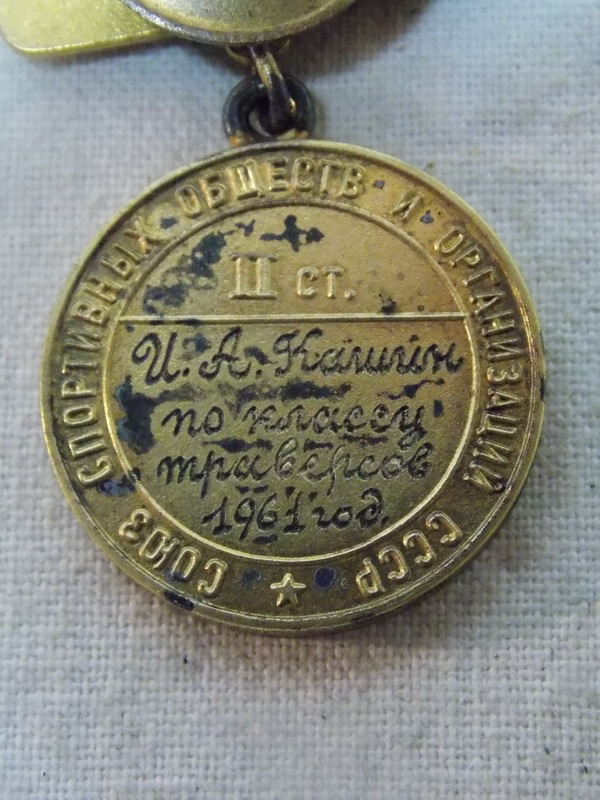 СОЮЗ СПОРТИВНЫХ ОБЩЕСТВ И ОРГАНИЗАЦИЙ СССР
II ст.
И. А. Кашин
по классу
траверсов
1961 год.